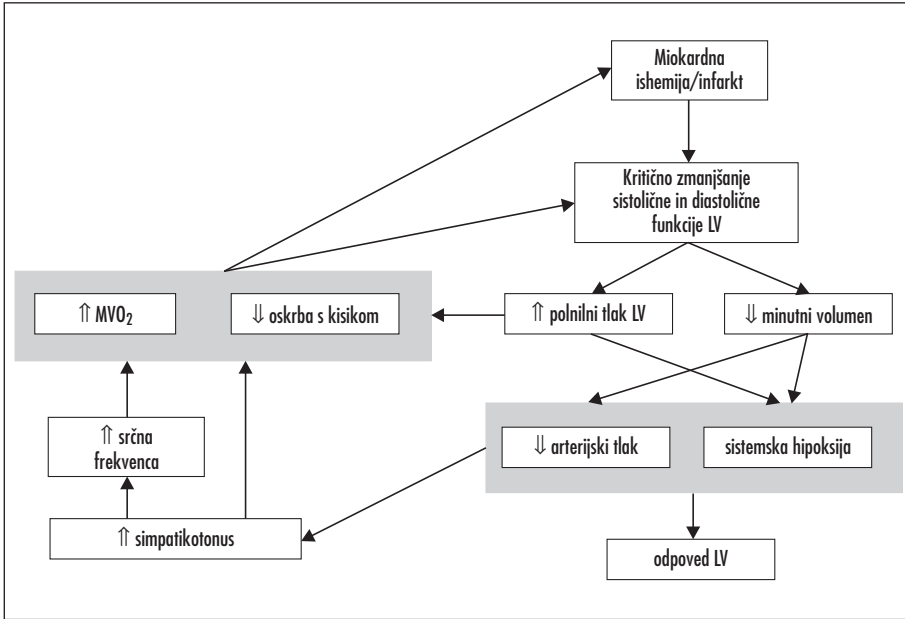 Miokardna
ishemija/infarkt
Kritično zmanjšanje
sistolične in diastolične
funkcije LV
⇑ MVO₂
⇓ oskrba s kisikom
⇑ polnilni tlak LV
⇓ minutni volumen
⇑ srčna
frekvenca
⇓ arterijski tlak
sistemska hipoksija
⇑ simpatikotonus
odpoved LV